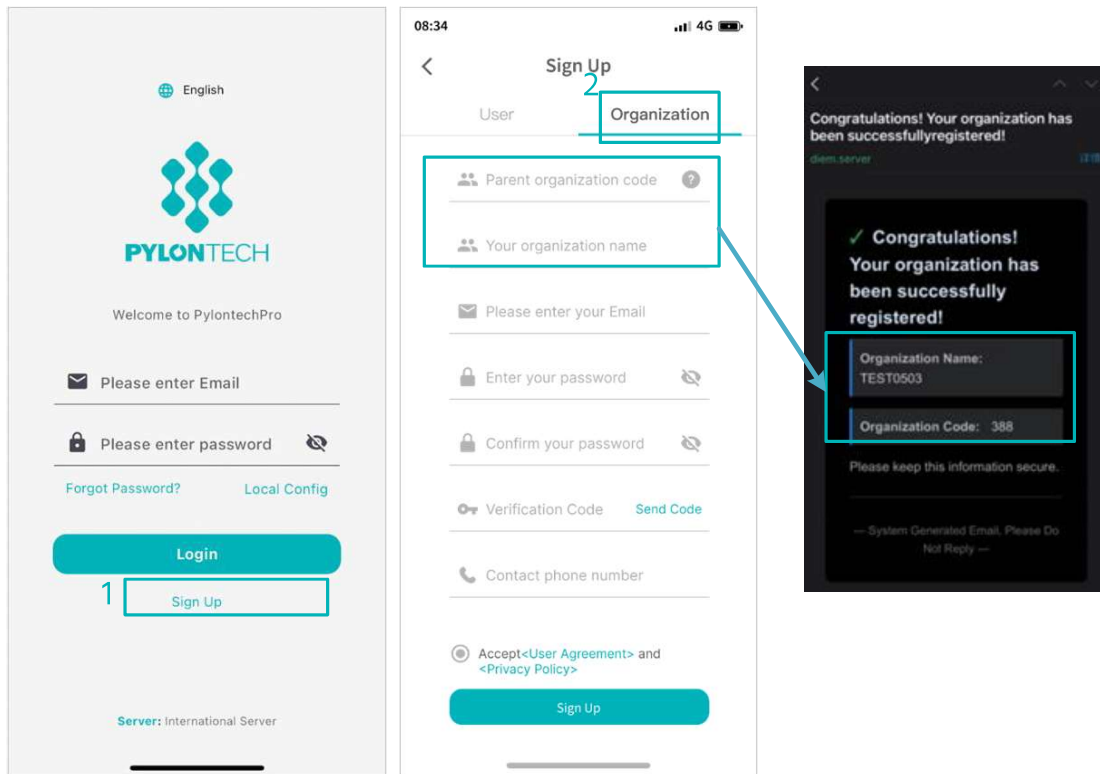 English
PYLONTECH
Welcome to PylontechPro
Please enter Email
Please enter password
Forgot Password?
Local Config
Login
1
Sign Up
Server: International Server
08:34
4G
Sign Up
2
User
Organization
Parent organization code ?
Your organization name
Please enter your Email
Enter your password
Confirm your password
Verification Code
Send Code
Contact phone number
Accept<User Agreement> and
<Privacy Policy>
Sign Up
Congratulations! Your organization has
been successfullyregistered!
diem.server
详情
✓ Congratulations!
Your organization has
been successfully
registered!
Organization Name:
TEST0503
Organization Code: 388
Please keep this information secure.
— System Generated Email. Please Do
Not Reply —